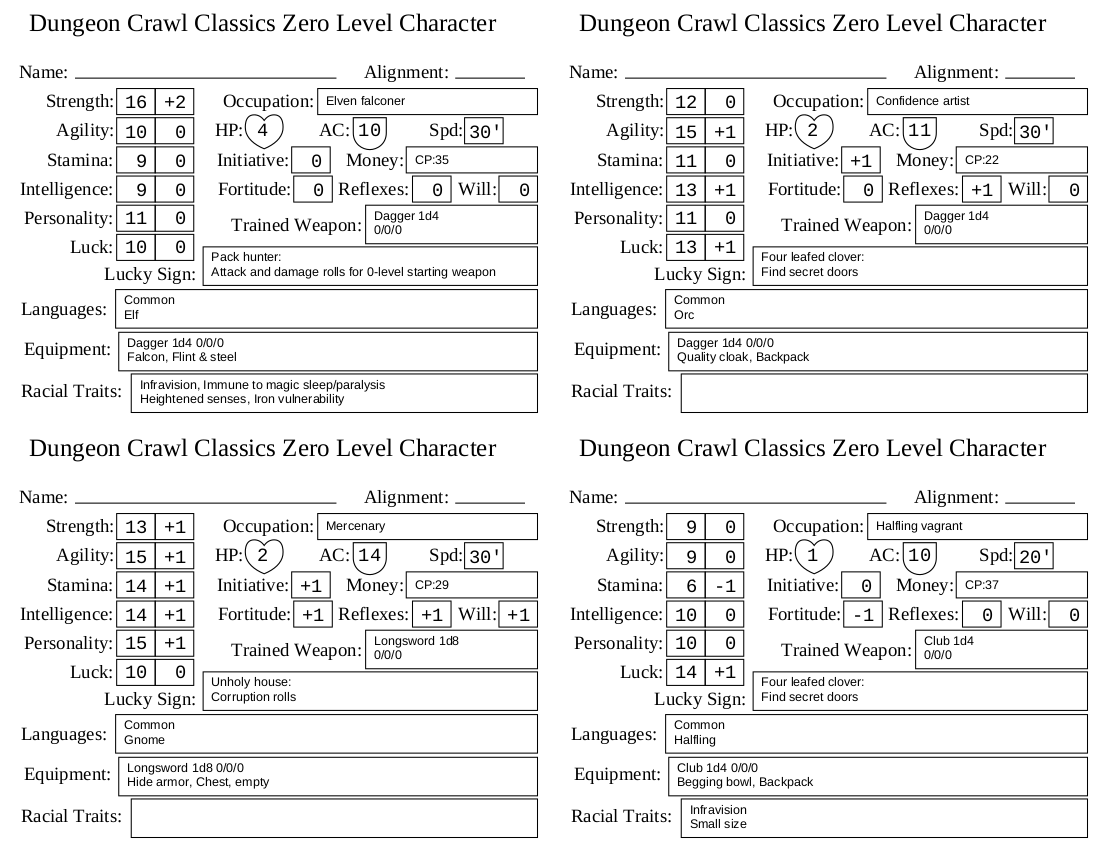 Dungeon Crawl Classics Zero Level Character
Name: Alignment:
Strength: 16 +2 Occupation: Elven falconer
Agility: 10 0 HP: 4 AC: 10 Spd: 30'
Stamina: 9 0 Initiative: 0 Money: CP:35
Intelligence: 9 0 Fortitude: 0 Reflexes: 0 Will: 0
Personality: 11 0 Trained Weapon: Dagger 1d4
0/0/0
Luck: 10 0
Lucky Sign: Pack hunter:
Attack and damage rolls for 0-level starting weapon
Languages: Common
Elf
Equipment: Dagger 1d4 0/0/0
Falcon, Flint & steel
Racial Traits: Infravision, Immune to magic sleep/paralysis
Heightened senses, Iron vulnerability
Dungeon Crawl Classics Zero Level Character
Name: Alignment:
Strength: 12 0 Occupation: Confidence artist
Agility: 15 +1 HP: 2 AC: 11 Spd: 30'
Stamina: 11 0 Initiative: +1 Money: CP:22
Intelligence: 13 +1 Fortitude: 0 Reflexes: +1 Will: 0
Personality: 11 0 Trained Weapon: Dagger 1d4
0/0/0
Luck: 13 +1
Lucky Sign: Four leafed clover:
Find secret doors
Languages: Common
Orc
Equipment: Dagger 1d4 0/0/0
Quality cloak, Backpack
Racial Traits:
Dungeon Crawl Classics Zero Level Character
Name: Alignment:
Strength: 13 +1 Occupation: Mercenary
Agility: 15 +1 HP: 2 AC: 14 Spd: 30'
Stamina: 14 +1 Initiative: +1 Money: CP:29
Intelligence: 14 +1 Fortitude: +1 Reflexes: +1 Will: +1
Personality: 15 +1 Trained Weapon: Longsword 1d8
0/0/0
Luck: 10 0
Lucky Sign: Unholy house:
Corruption rolls
Languages: Common
Gnome
Equipment: Longsword 1d8 0/0/0
Hide armor, Chest, empty
Racial Traits:
Dungeon Crawl Classics Zero Level Character
Name: Alignment:
Strength: 9 0 Occupation: Halfling vagrant
Agility: 9 0 HP: 1 AC: 10 Spd: 20'
Stamina: 6 -1 Initiative: 0 Money: CP:37
Intelligence: 10 0 Fortitude: -1 Reflexes: 0 Will: 0
Personality: 10 0 Trained Weapon: Club 1d4
0/0/0
Luck: 14 +1
Lucky Sign: Four leafed clover:
Find secret doors
Languages: Common
Halfling
Equipment: Club 1d4 0/0/0
Begging bowl, Backpack
Racial Traits: Infravision
Small size